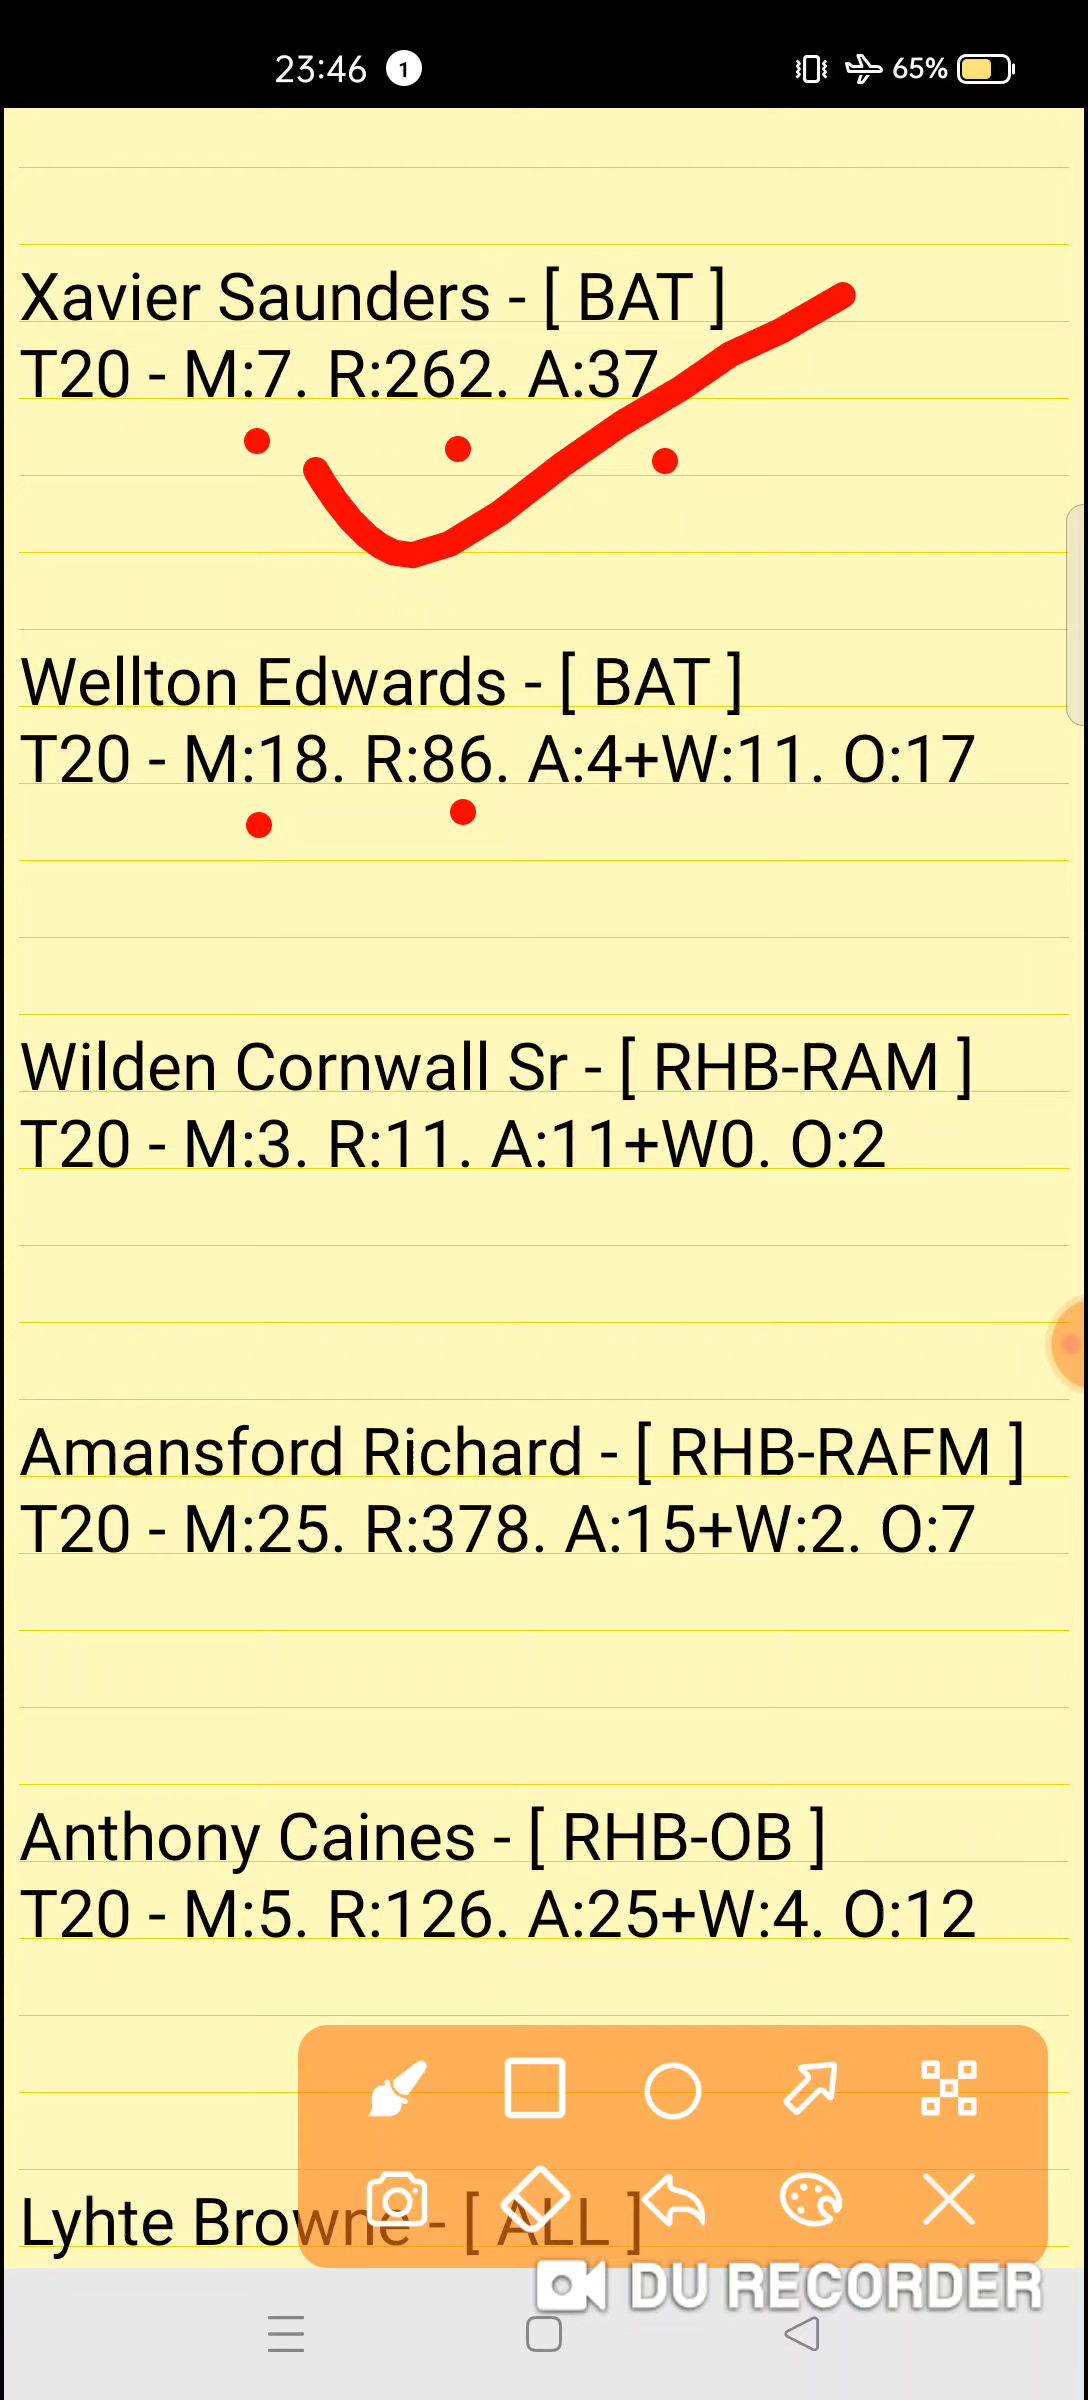 23:46 1 65%
Xavier Saunders - [ BAT ]
T20 - M:7. R:262. A:37
Wellton Edwards - [ BAT ]
T20 - M:18. R:86. A:4+W:11. O:17
Wilden Cornwall Sr - [ RHB-RAM ]
T20 - M:3. R:11. A:11+W0. O:2
Amansford Richard - [ RHB-RAFM ]
T20 - M:25. R:378. A:15+W:2. O:7
Anthony Caines - [ RHB-OB ]
T20 - M:5. R:126. A:25+W:4. O:12
Lyhte Browne - [ ALL ]
DU RECORDER